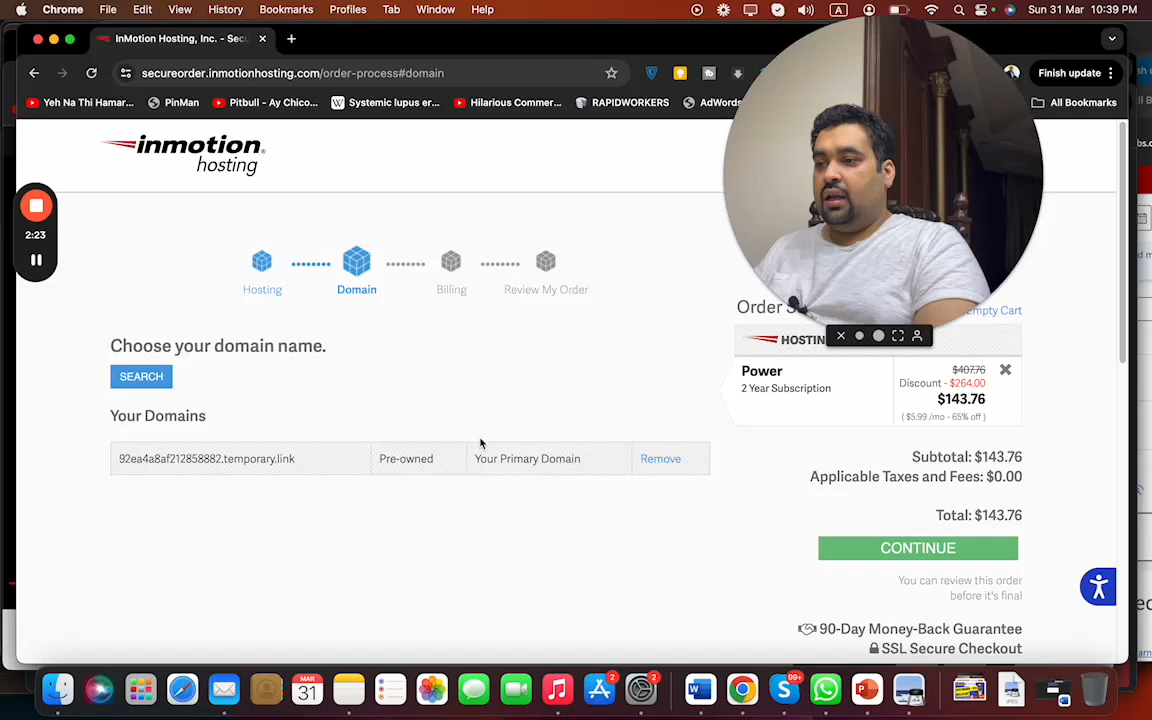 Chrome File Edit View History Bookmarks Profiles Tab Window Help A Sun 31 Mar 10:39 PM
InMotion Hosting, Inc. - Secu
secureorder.inmotionhosting.com/order-process#domain
Finish update
Yeh Na Thi Hamar... PinMan Pitbull - Ay Chico... Systemic lupus er... Hilarious Commer... RAPIDWORKERS AdWords All Bookmarks
inmotion
hosting
2:23
Hosting Domain Billing Review My Order
Order S Empty Cart
HOSTIN
Choose your domain name.
SEARCH
Power
2 Year Subscription
$407.76
Discount - $264.00
$143.76
( $5.99 /mo - 65% off )
Your Domains
92ea4a8af212858882.temporary.link Pre-owned Your Primary Domain Remove
Subtotal: $143.76
Applicable Taxes and Fees: $0.00
Total: $143.76
CONTINUE
You can review this order
before it's final
90-Day Money-Back Guarantee
SSL Secure Checkout
MAR
31
2
2
99+